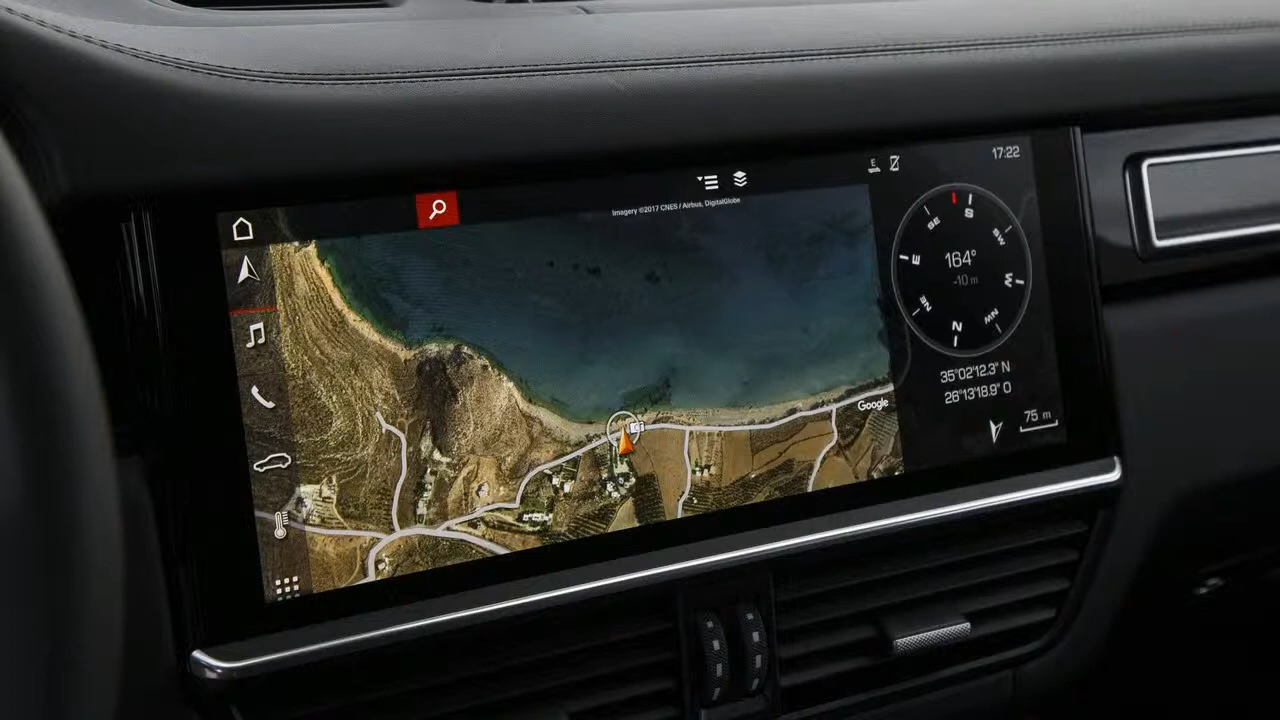 E
17:22
Imagery ©2017 CNES / Airbus, DigitalGlobe
S
SE
SW
E
164°
-10 m
W
NE
NW
N
35°02'12.3" N
26°13'18.9" O
Google
75 m